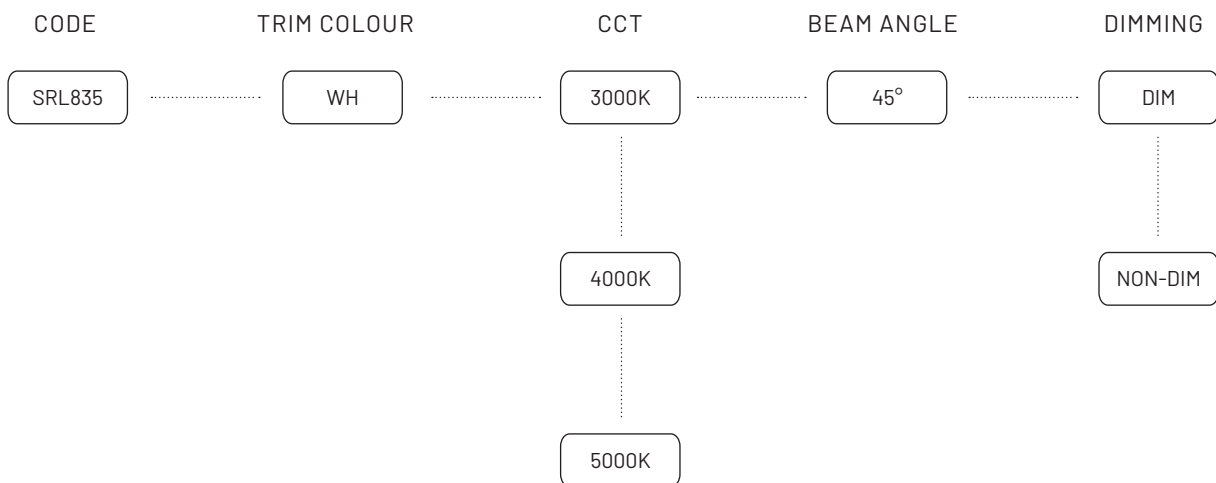 CODE TRIM COLOUR CCT BEAM ANGLE DIMMING
SRL835 WH 3000K 45° DIM
4000K NON-DIM
5000K